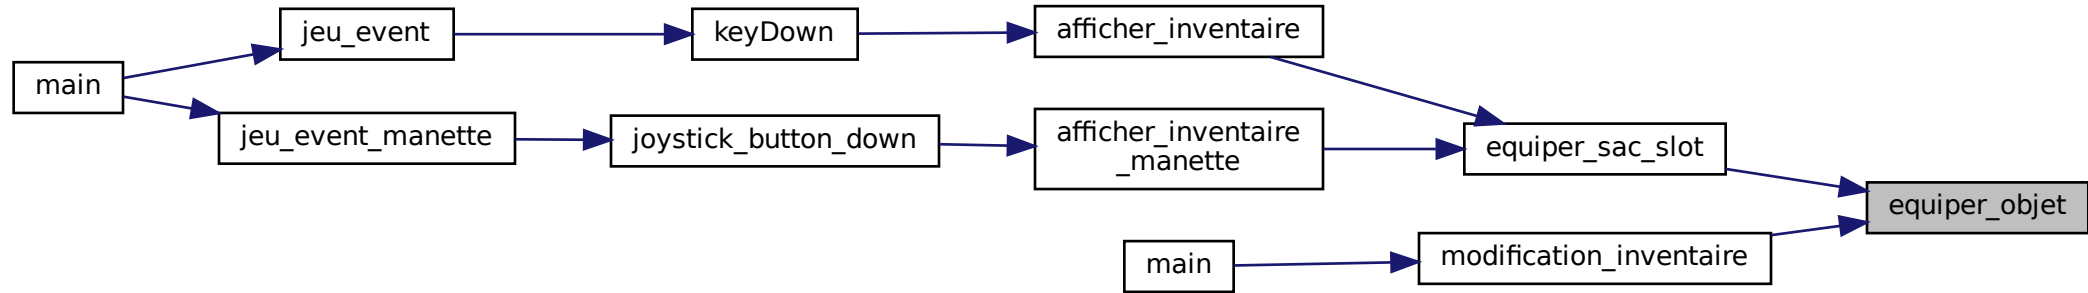 jeu_event
keyDown
afficher_inventaire
main
jeu_event_manette
joystick_button_down
afficher_inventaire
_manette
equiper_sac_slot
equiper_objet
main
modification_inventaire